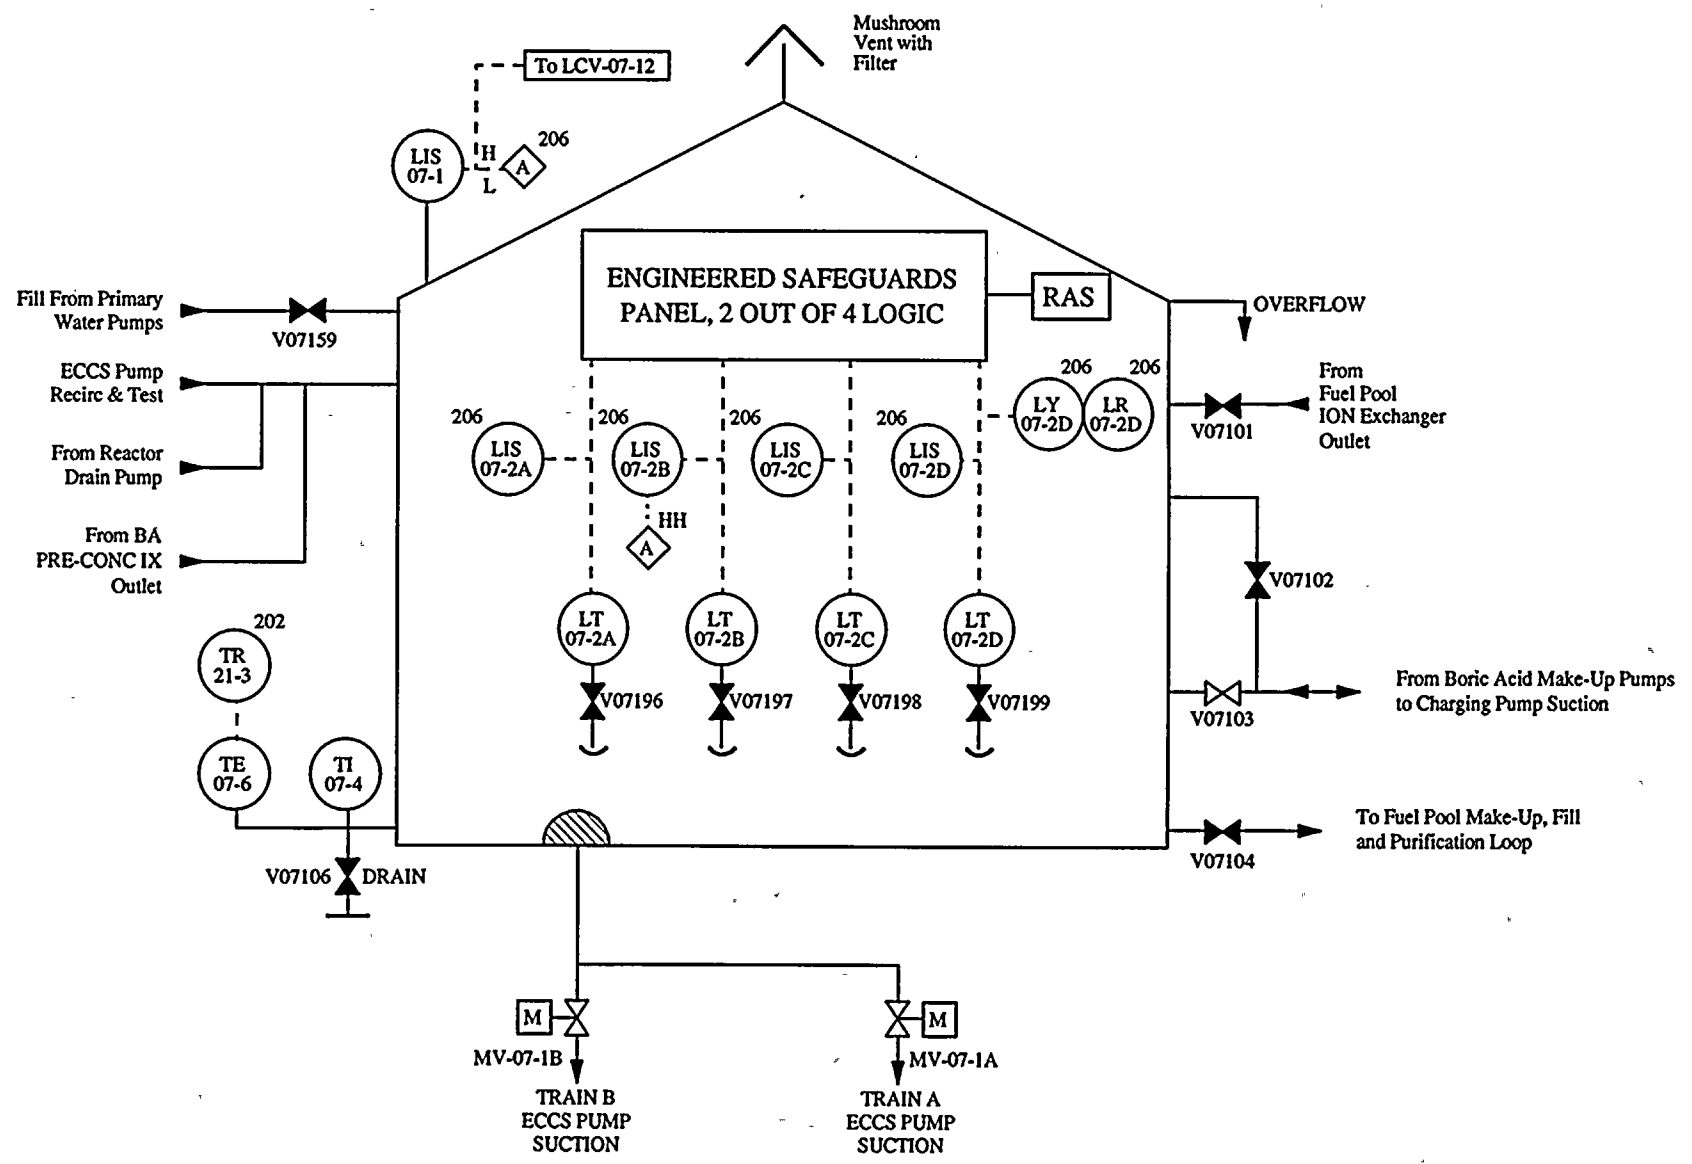 Mushroom
Vent with
Filter
To LCV-07-12
206
LIS
07-1
H
L
A
ENGINEERED SAFEGUARDS
PANEL, 2 OUT OF 4 LOGIC
RAS
Fill From Primary
Water Pumps
V07159
OVERFLOW
ECCS Pump
Recirc & Test
From
Fuel Pool
ION Exchanger
Outlet
V07101
206
LY
07-2D
206
LR
07-2D
206
LIS
07-2A
206
LIS
07-2B
206
LIS
07-2C
206
LIS
07-2D
HH
A
From Reactor
Drain Pump
From BA
PRE-CONC IX
Outlet
V07102
202
TR
21-3
LT
07-2A
LT
07-2B
LT
07-2C
LT
07-2D
V07196
V07197
V07198
V07199
From Boric Acid Make-Up Pumps
to Charging Pump Suction
V07103
TE
07-6
TI
07-4
To Fuel Pool Make-Up, Fill
and Purification Loop
V07104
V07106
DRAIN
M
MV-07-1B
M
MV-07-1A
TRAIN B
ECCS PUMP
SUCTION
TRAIN A
ECCS PUMP
SUCTION